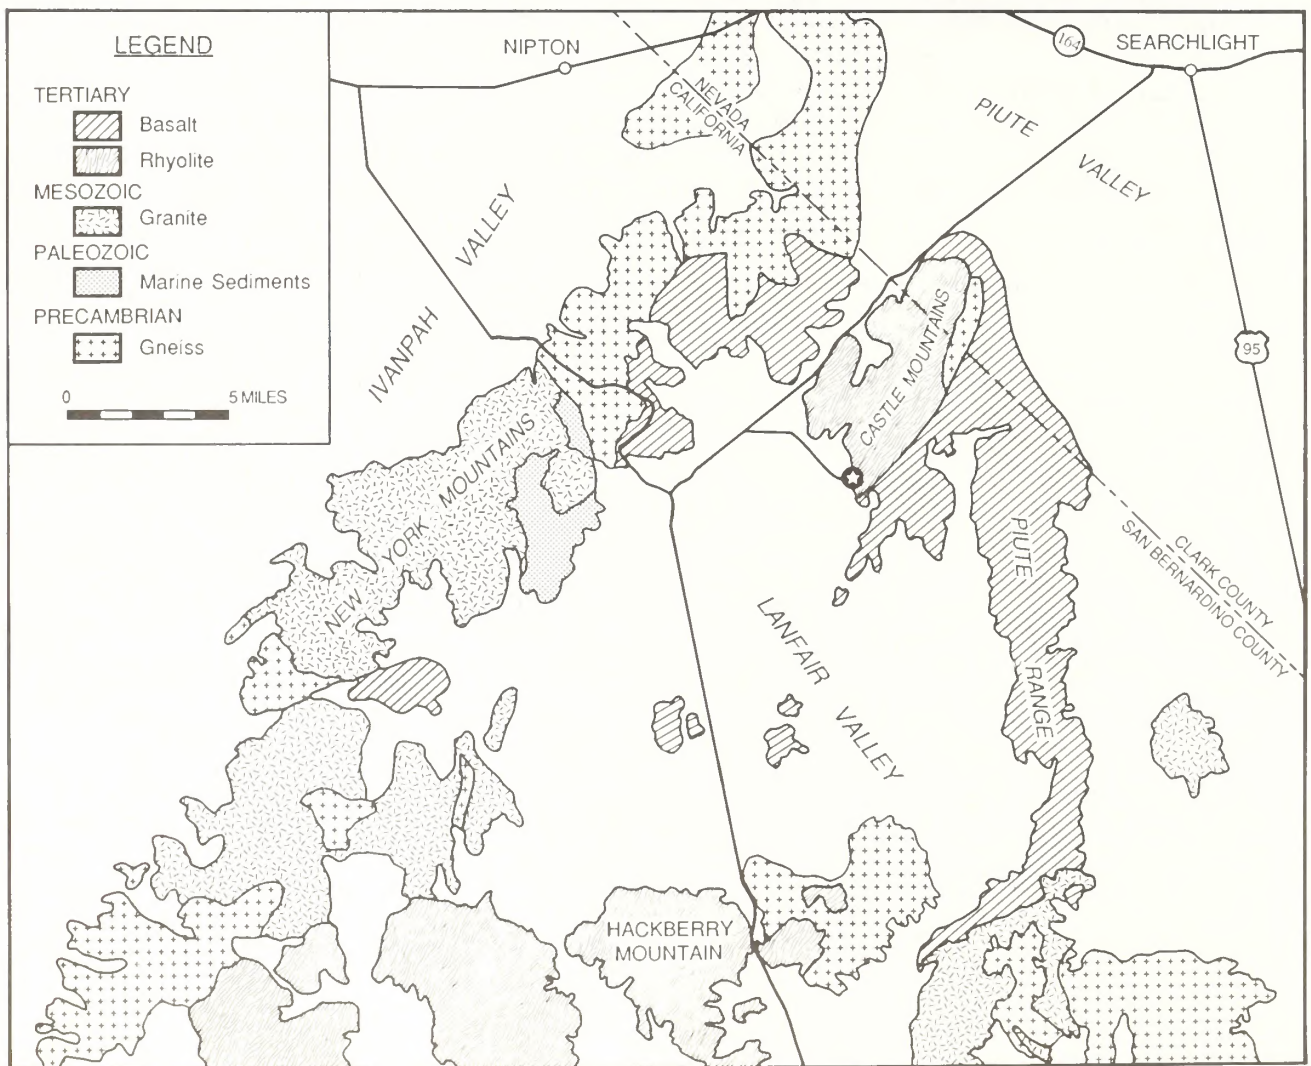 LEGEND
TERTIARY
Basalt
Rhyolite
MESOZOIC
Granite
PALEOZOIC
Marine Sediments
PRECAMBRIAN
Gneiss
0 5 MILES
NIPTON
164
SEARCHLIGHT
NEVADA
CALIFORNIA
PIUTE
VALLEY
IVANPAH
VALLEY
95
CASTLE MOUNTAINS
NEW YORK MOUNTAINS
PIUTE
RANGE
CLARK COUNTY
SAN BERNARDINO COUNTY
LANFAIR
VALLEY
HACKBERRY
MOUNTAIN